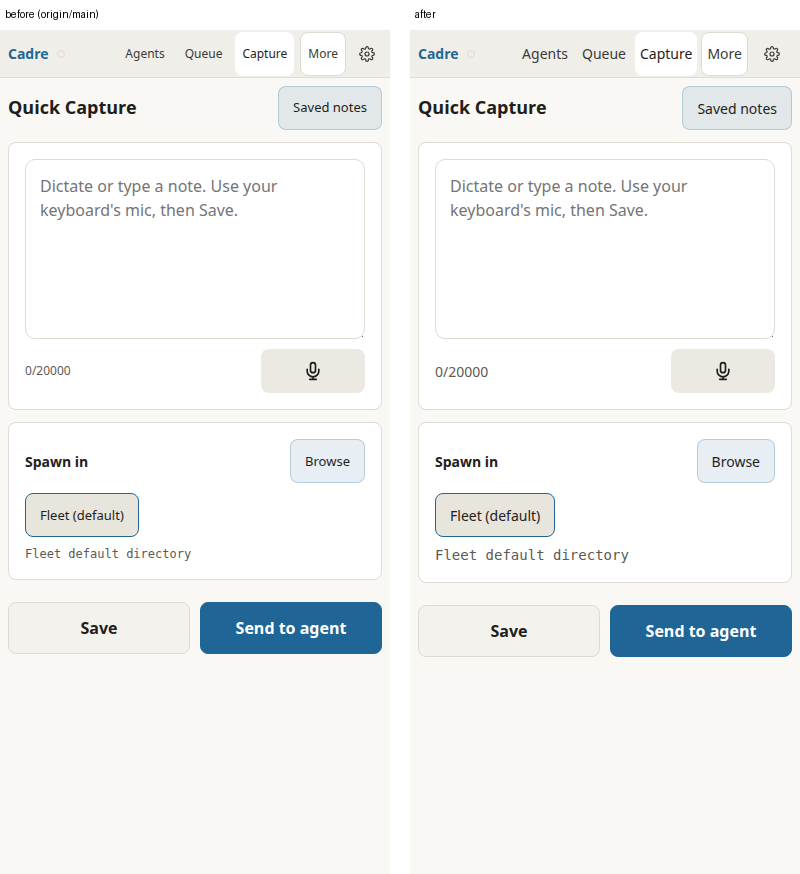 before (origin/main)
Cadre Agents Queue Capture More
Quick Capture Saved notes
Dictate or type a note. Use your
keyboard's mic, then Save.
0/20000
Spawn in Browse
Fleet (default)
Fleet default directory
Save Send to agent
after
Cadre Agents Queue Capture More
Quick Capture Saved notes
Dictate or type a note. Use your
keyboard's mic, then Save.
0/20000
Spawn in Browse
Fleet (default)
Fleet default directory
Save Send to agent